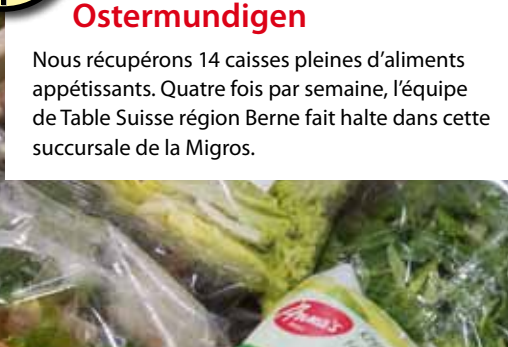 Ostermundigen
Nous récupérons 14 caisses pleines d’aliments
appétissants. Quatre fois par semaine, l’équipe
de Table Suisse région Berne fait halte dans cette
succursale de la Migros.
Anna's